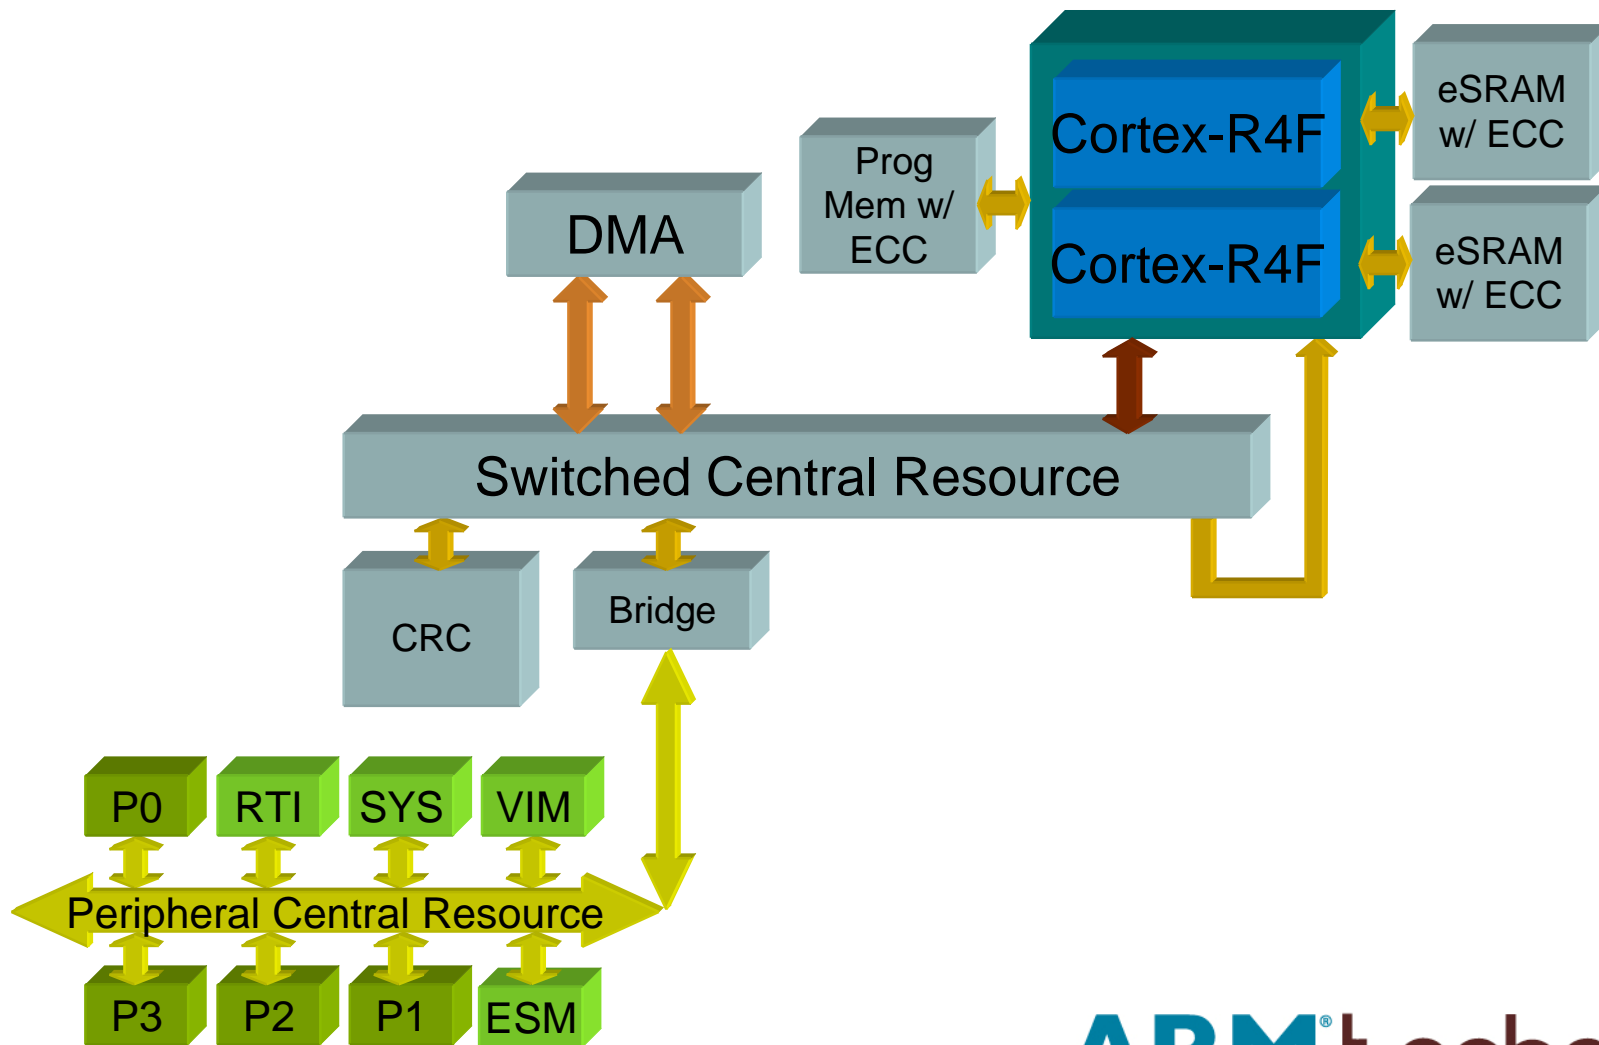 Cortex-R4F
eSRAM
w/ ECC
Prog
Mem w/
ECC
DMA
Cortex-R4F
eSRAM
w/ ECC
Switched Central Resource
CRC
Bridge
P0
RTI
SYS
VIM
Peripheral Central Resource
P3
P2
P1
ESM
ARM®